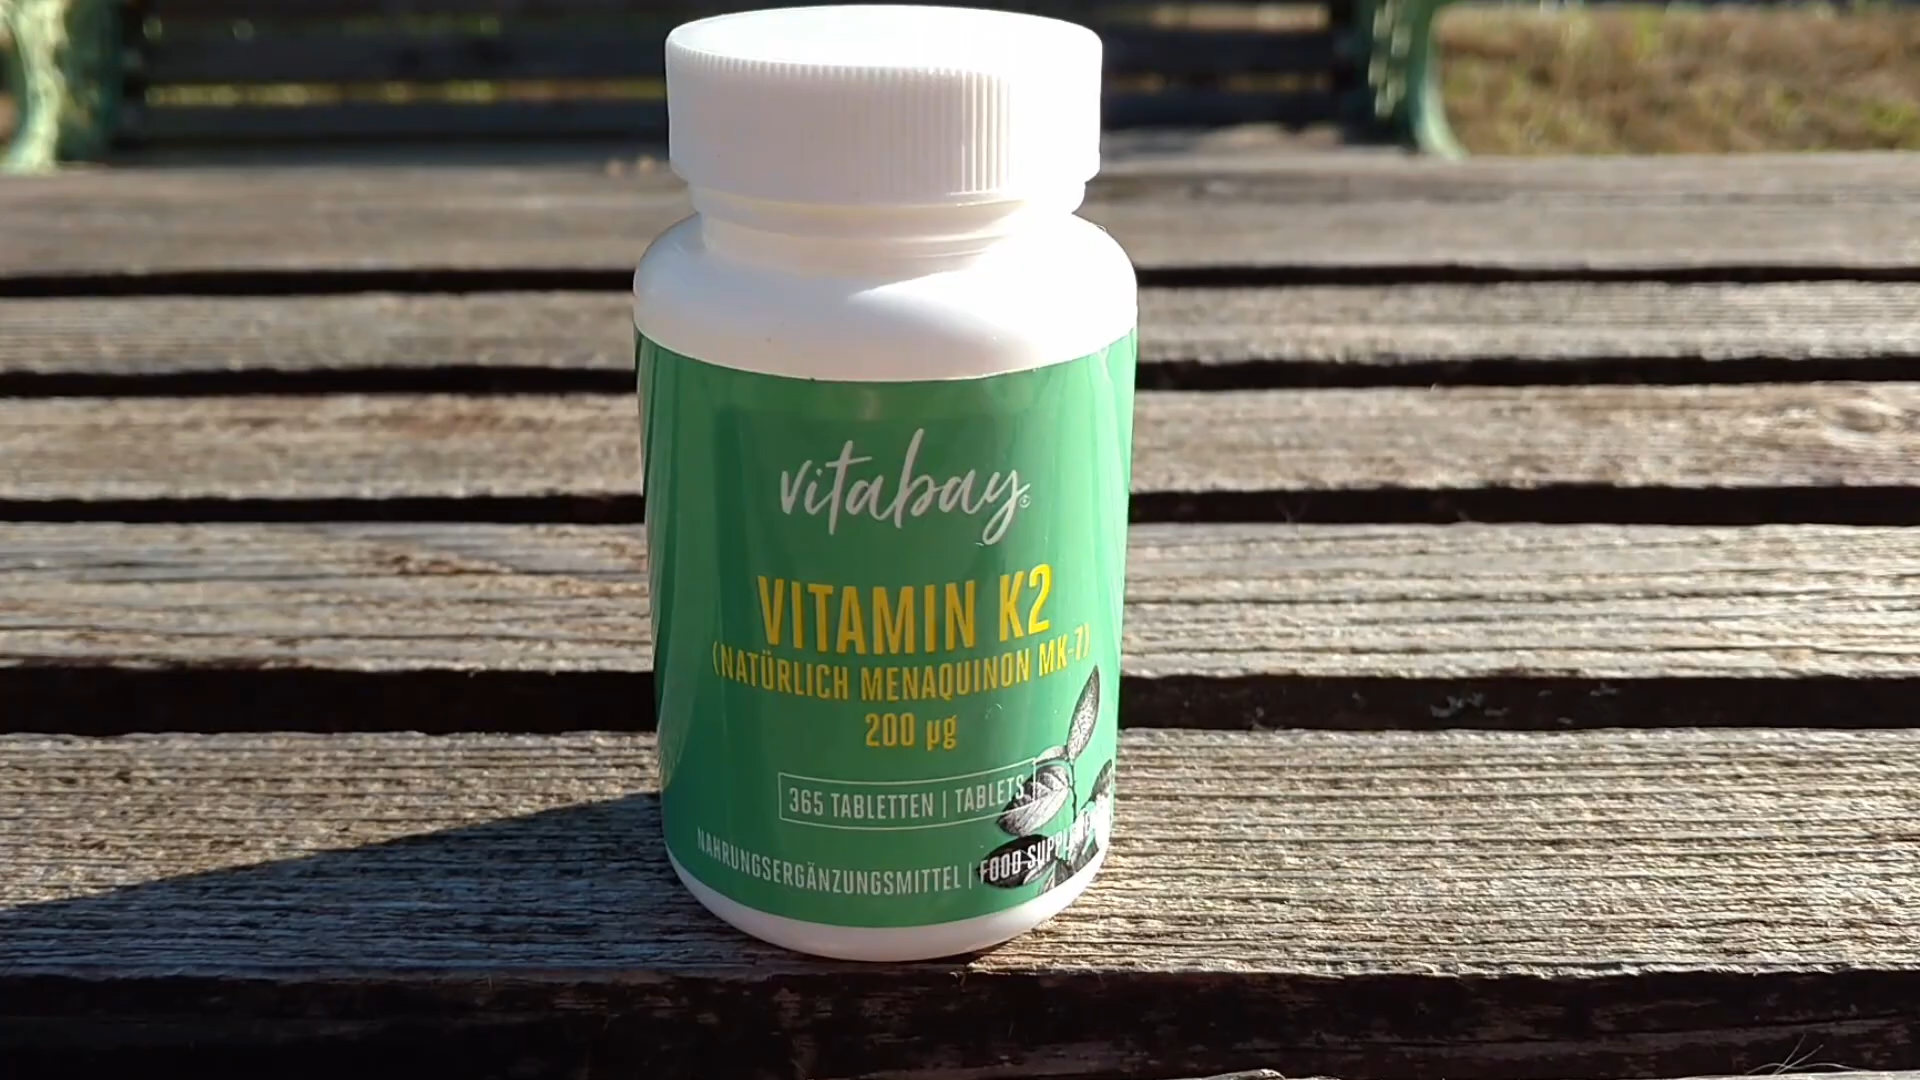 vitabay
VITAMIN K2
(NATÜRLICH MENAQUINON MK-7)
200 µg
365 TABLETTEN | TABLETS
NAHRUNGSERGÄNZUNGSMITTEL | FOOD